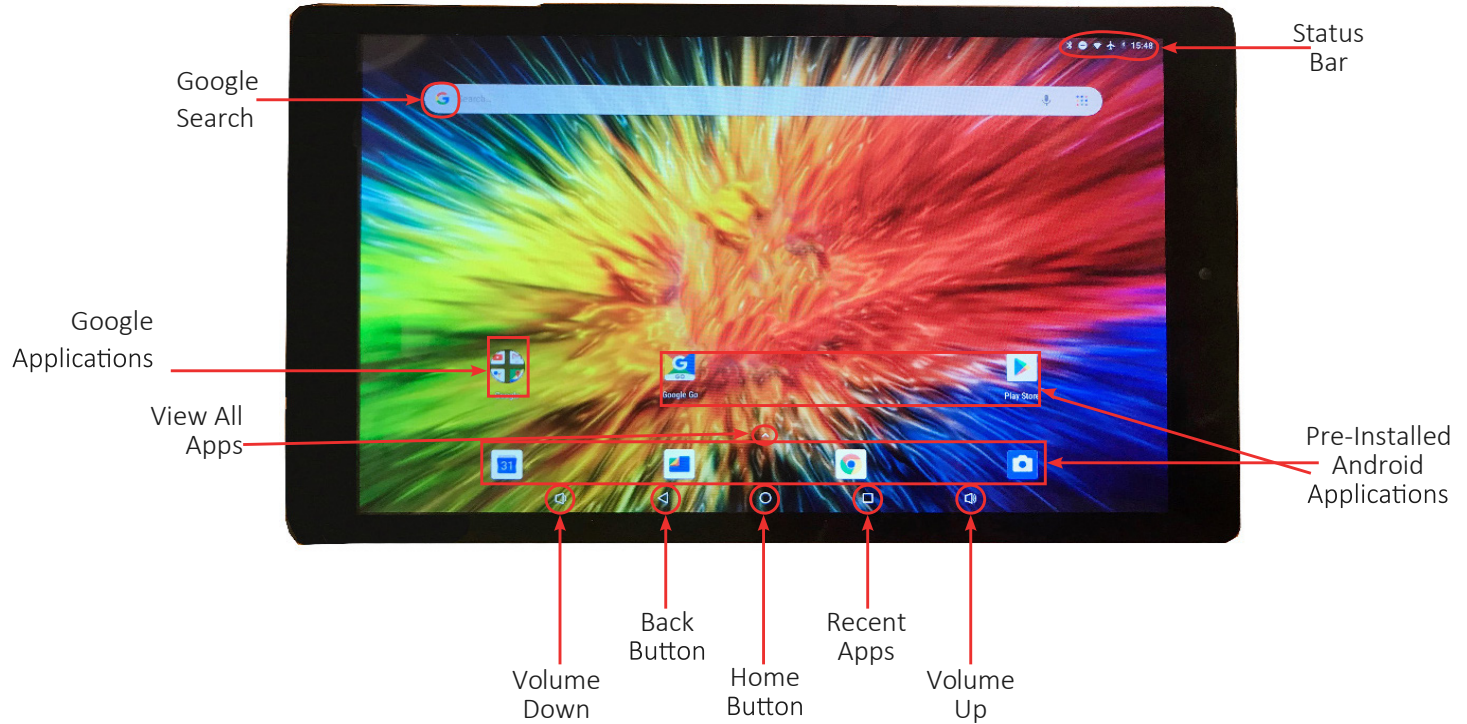 Status
Bar
15:48
Google
Search
G
Search...
Google
Applications
G
GO
Google Go
Play Store
View All
Apps
31
Pre-Installed
Android
Applications
Back
Button
Recent
Apps
Volume
Down
Home
Button
Volume
Up